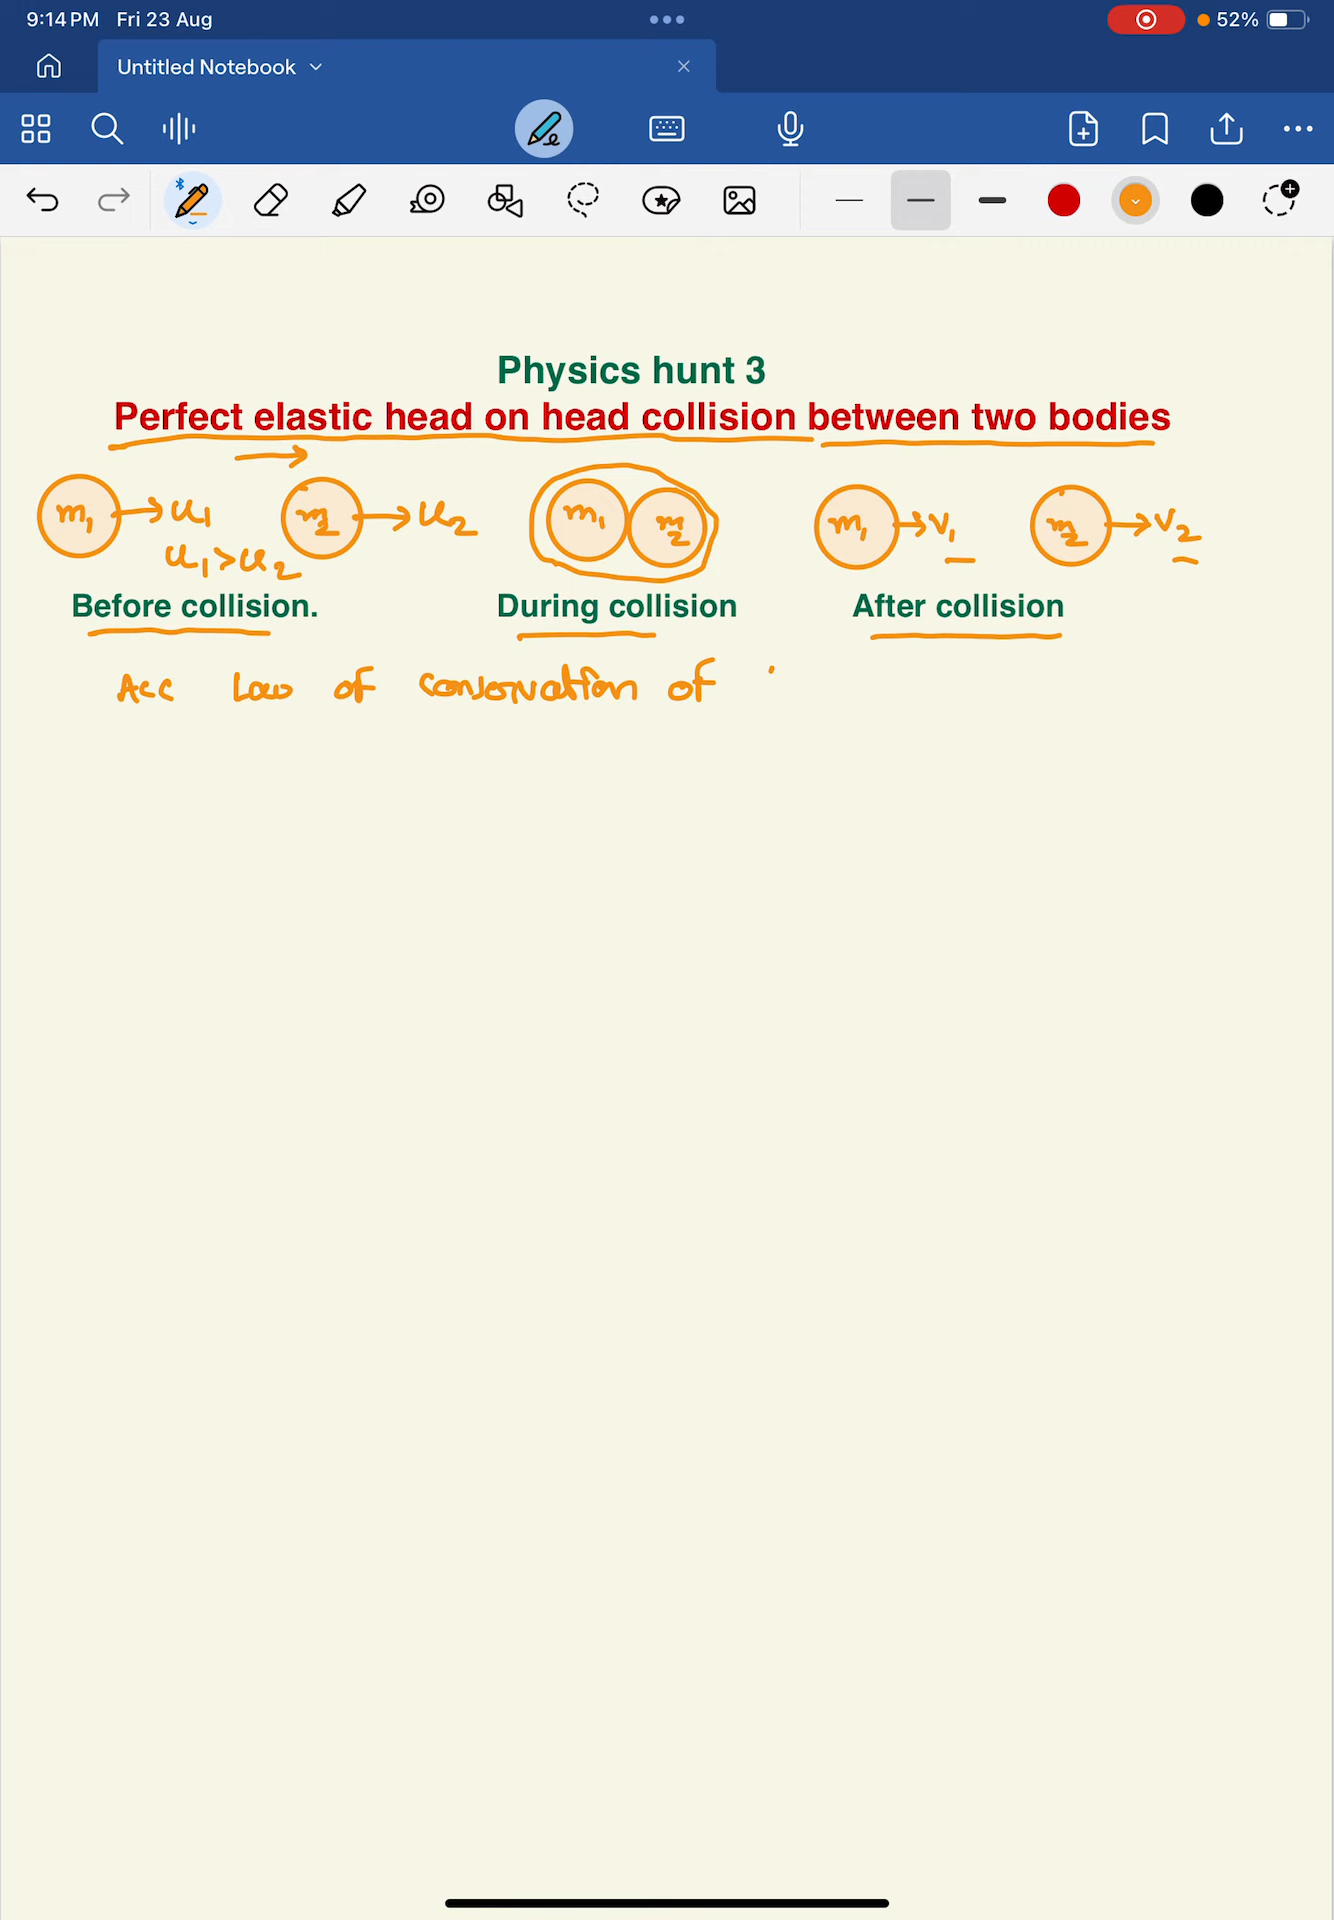 9:14 PM Fri 23 Aug
52%
Untitled Notebook
Physics hunt 3
Perfect elastic head on head collision between two bodies
m₁ → u₁ m₂ → u₂ m₁ m₂ m₁ → v₁ m₂ → v₂
u₁ > u₂
Before collision. During collision After collision
Acc Law of conservation of